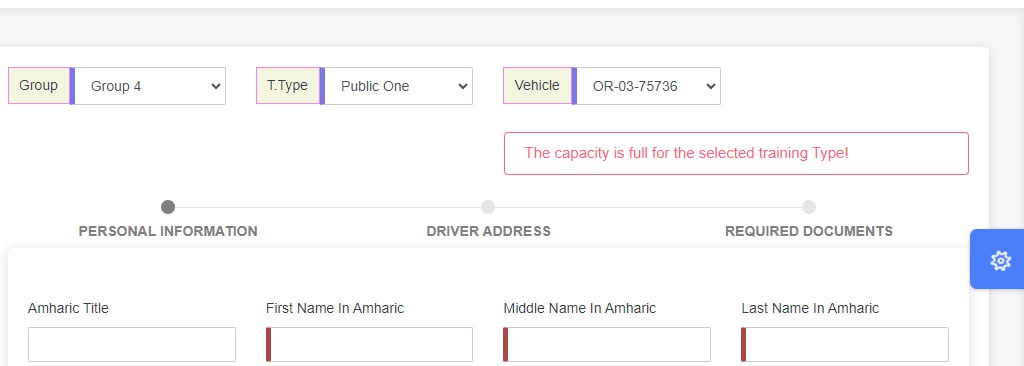 Group Group 4 T.Type Public One Vehicle OR-03-75736
The capacity is full for the selected training Type!
PERSONAL INFORMATION DRIVER ADDRESS REQUIRED DOCUMENTS
Amharic Title First Name In Amharic Middle Name In Amharic Last Name In Amharic